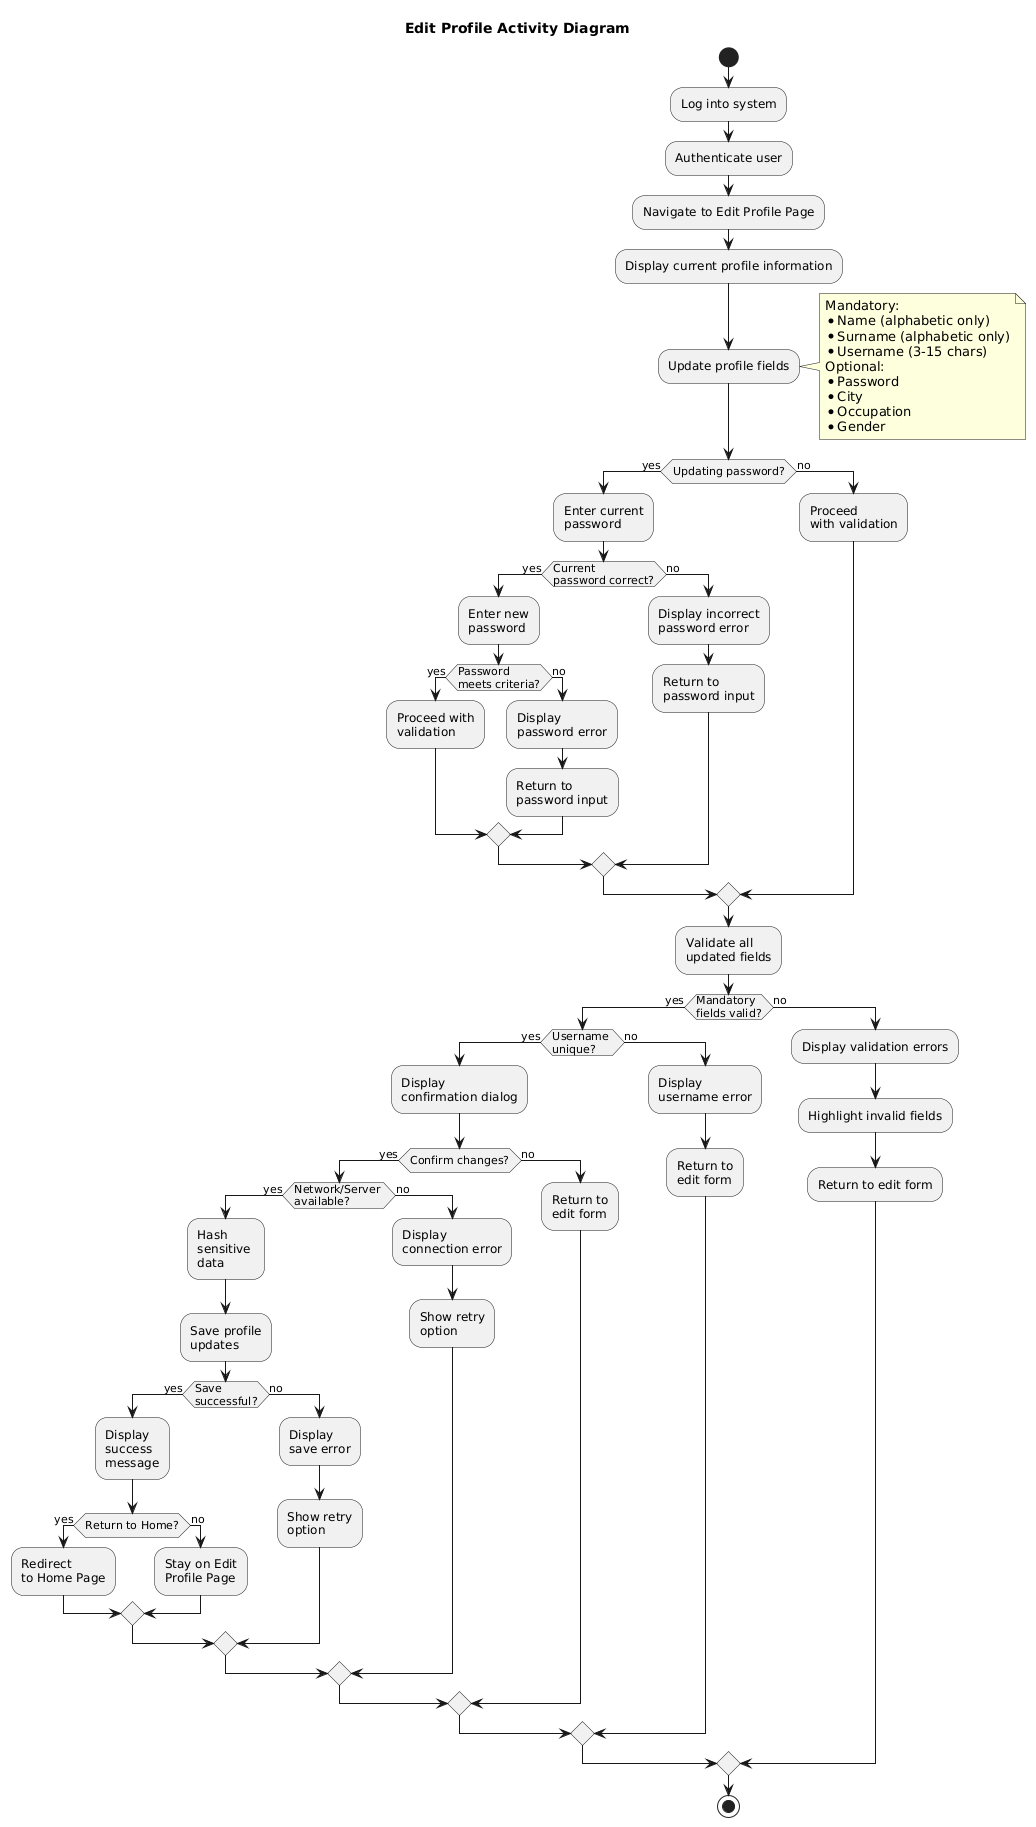 Edit Profile Activity Diagram
Log into system
Authenticate user
Navigate to Edit Profile Page
Display current profile information
Mandatory:
• Name (alphabetic only)
• Surname (alphabetic only)
• Username (3-15 chars)
Optional:
• Password
• City
• Occupation
• Gender
Update profile fields
yes
Updating password?
no
Enter current
password
Proceed
with validation
yes
Current
password correct?
no
Enter new
password
Display incorrect
password error
yes
Password
meets criteria?
no
Return to
password input
Proceed with
validation
Display
password error
Return to
password input
Validate all
updated fields
yes
Mandatory
fields valid?
no
yes
Username
unique?
no
Display validation errors
Display
confirmation dialog
Display
username error
Highlight invalid fields
yes
Confirm changes?
no
Return to
edit form
Return to edit form
yes
Network/Server
available?
no
Return to
edit form
Hash
sensitive
data
Display
connection error
Save profile
updates
Show retry
option
yes
Save
successful?
no
Display
success
message
Display
save error
yes
Return to Home?
no
Show retry
option
Redirect
to Home Page
Stay on Edit
Profile Page